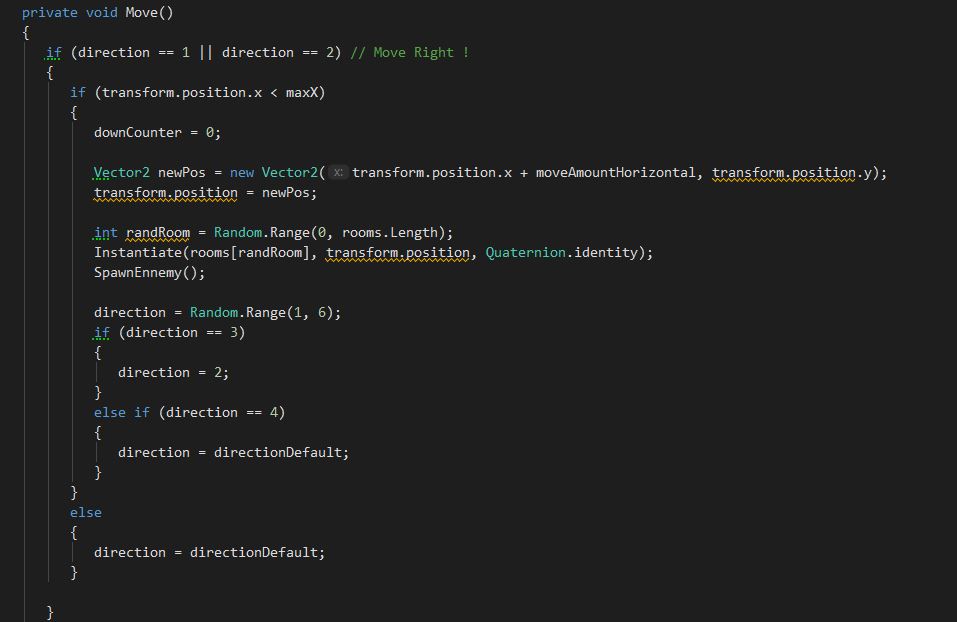 private void Move()
{
if (direction == 1 || direction == 2) // Move Right !
{
if (transform.position.x < maxX)
{
downCounter = 0;
Vector2 newPos = new Vector2(x: transform.position.x + moveAmountHorizontal, transform.position.y);
transform.position = newPos;
int randRoom = Random.Range(0, rooms.Length);
Instantiate(rooms[randRoom], transform.position, Quaternion.identity);
SpawnEnnemy();
direction = Random.Range(1, 6);
if (direction == 3)
{
direction = 2;
}
else if (direction == 4)
{
direction = directionDefault;
}
}
else
{
direction = directionDefault;
}
}